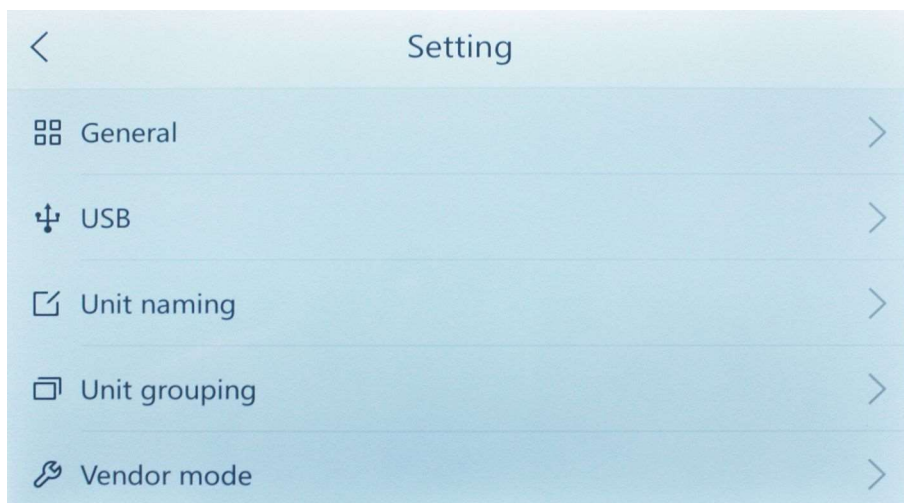 Setting
General
USB
Unit naming
Unit grouping
Vendor mode